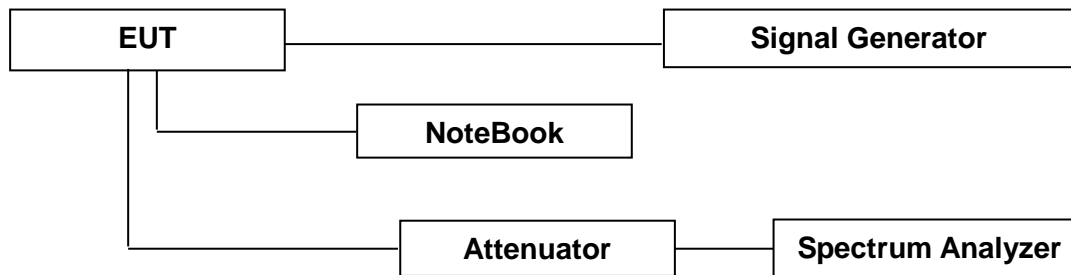 EUT
Signal Generator
NoteBook
Attenuator
Spectrum Analyzer